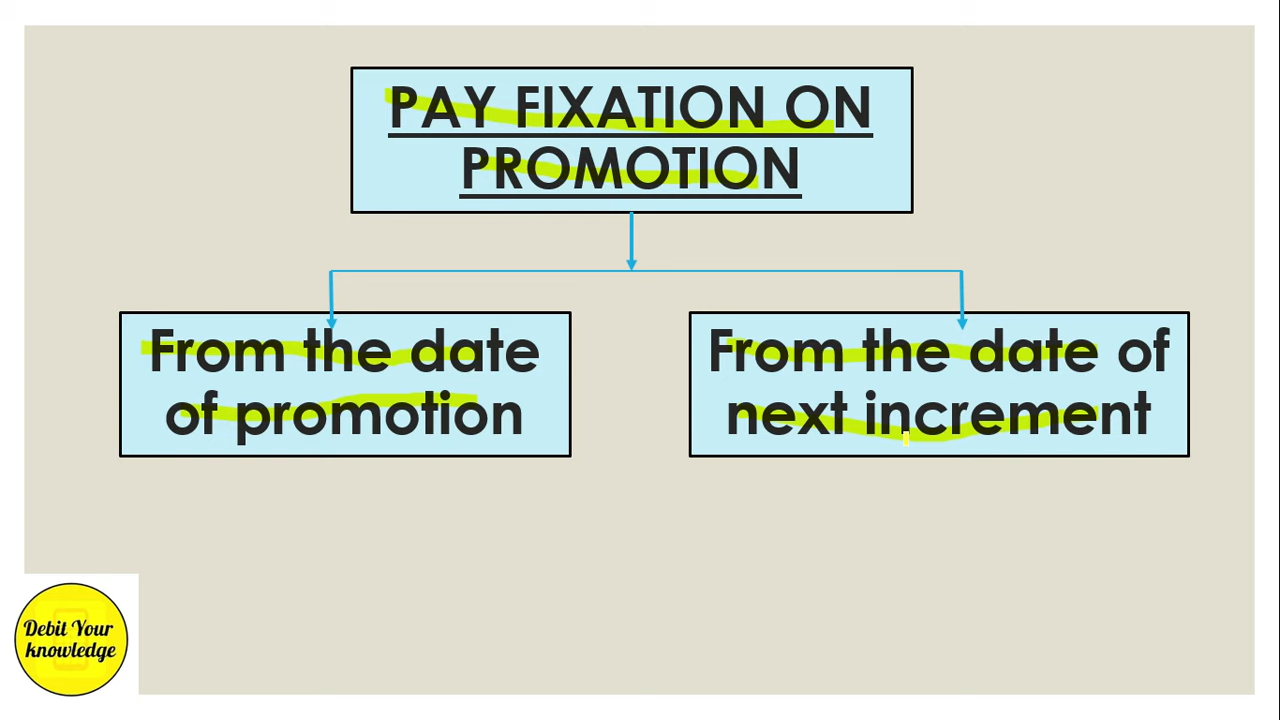 PAY FIXATION ON
PROMOTION
From the date
of promotion
From the date of
next increment
Debit Your
knowledge